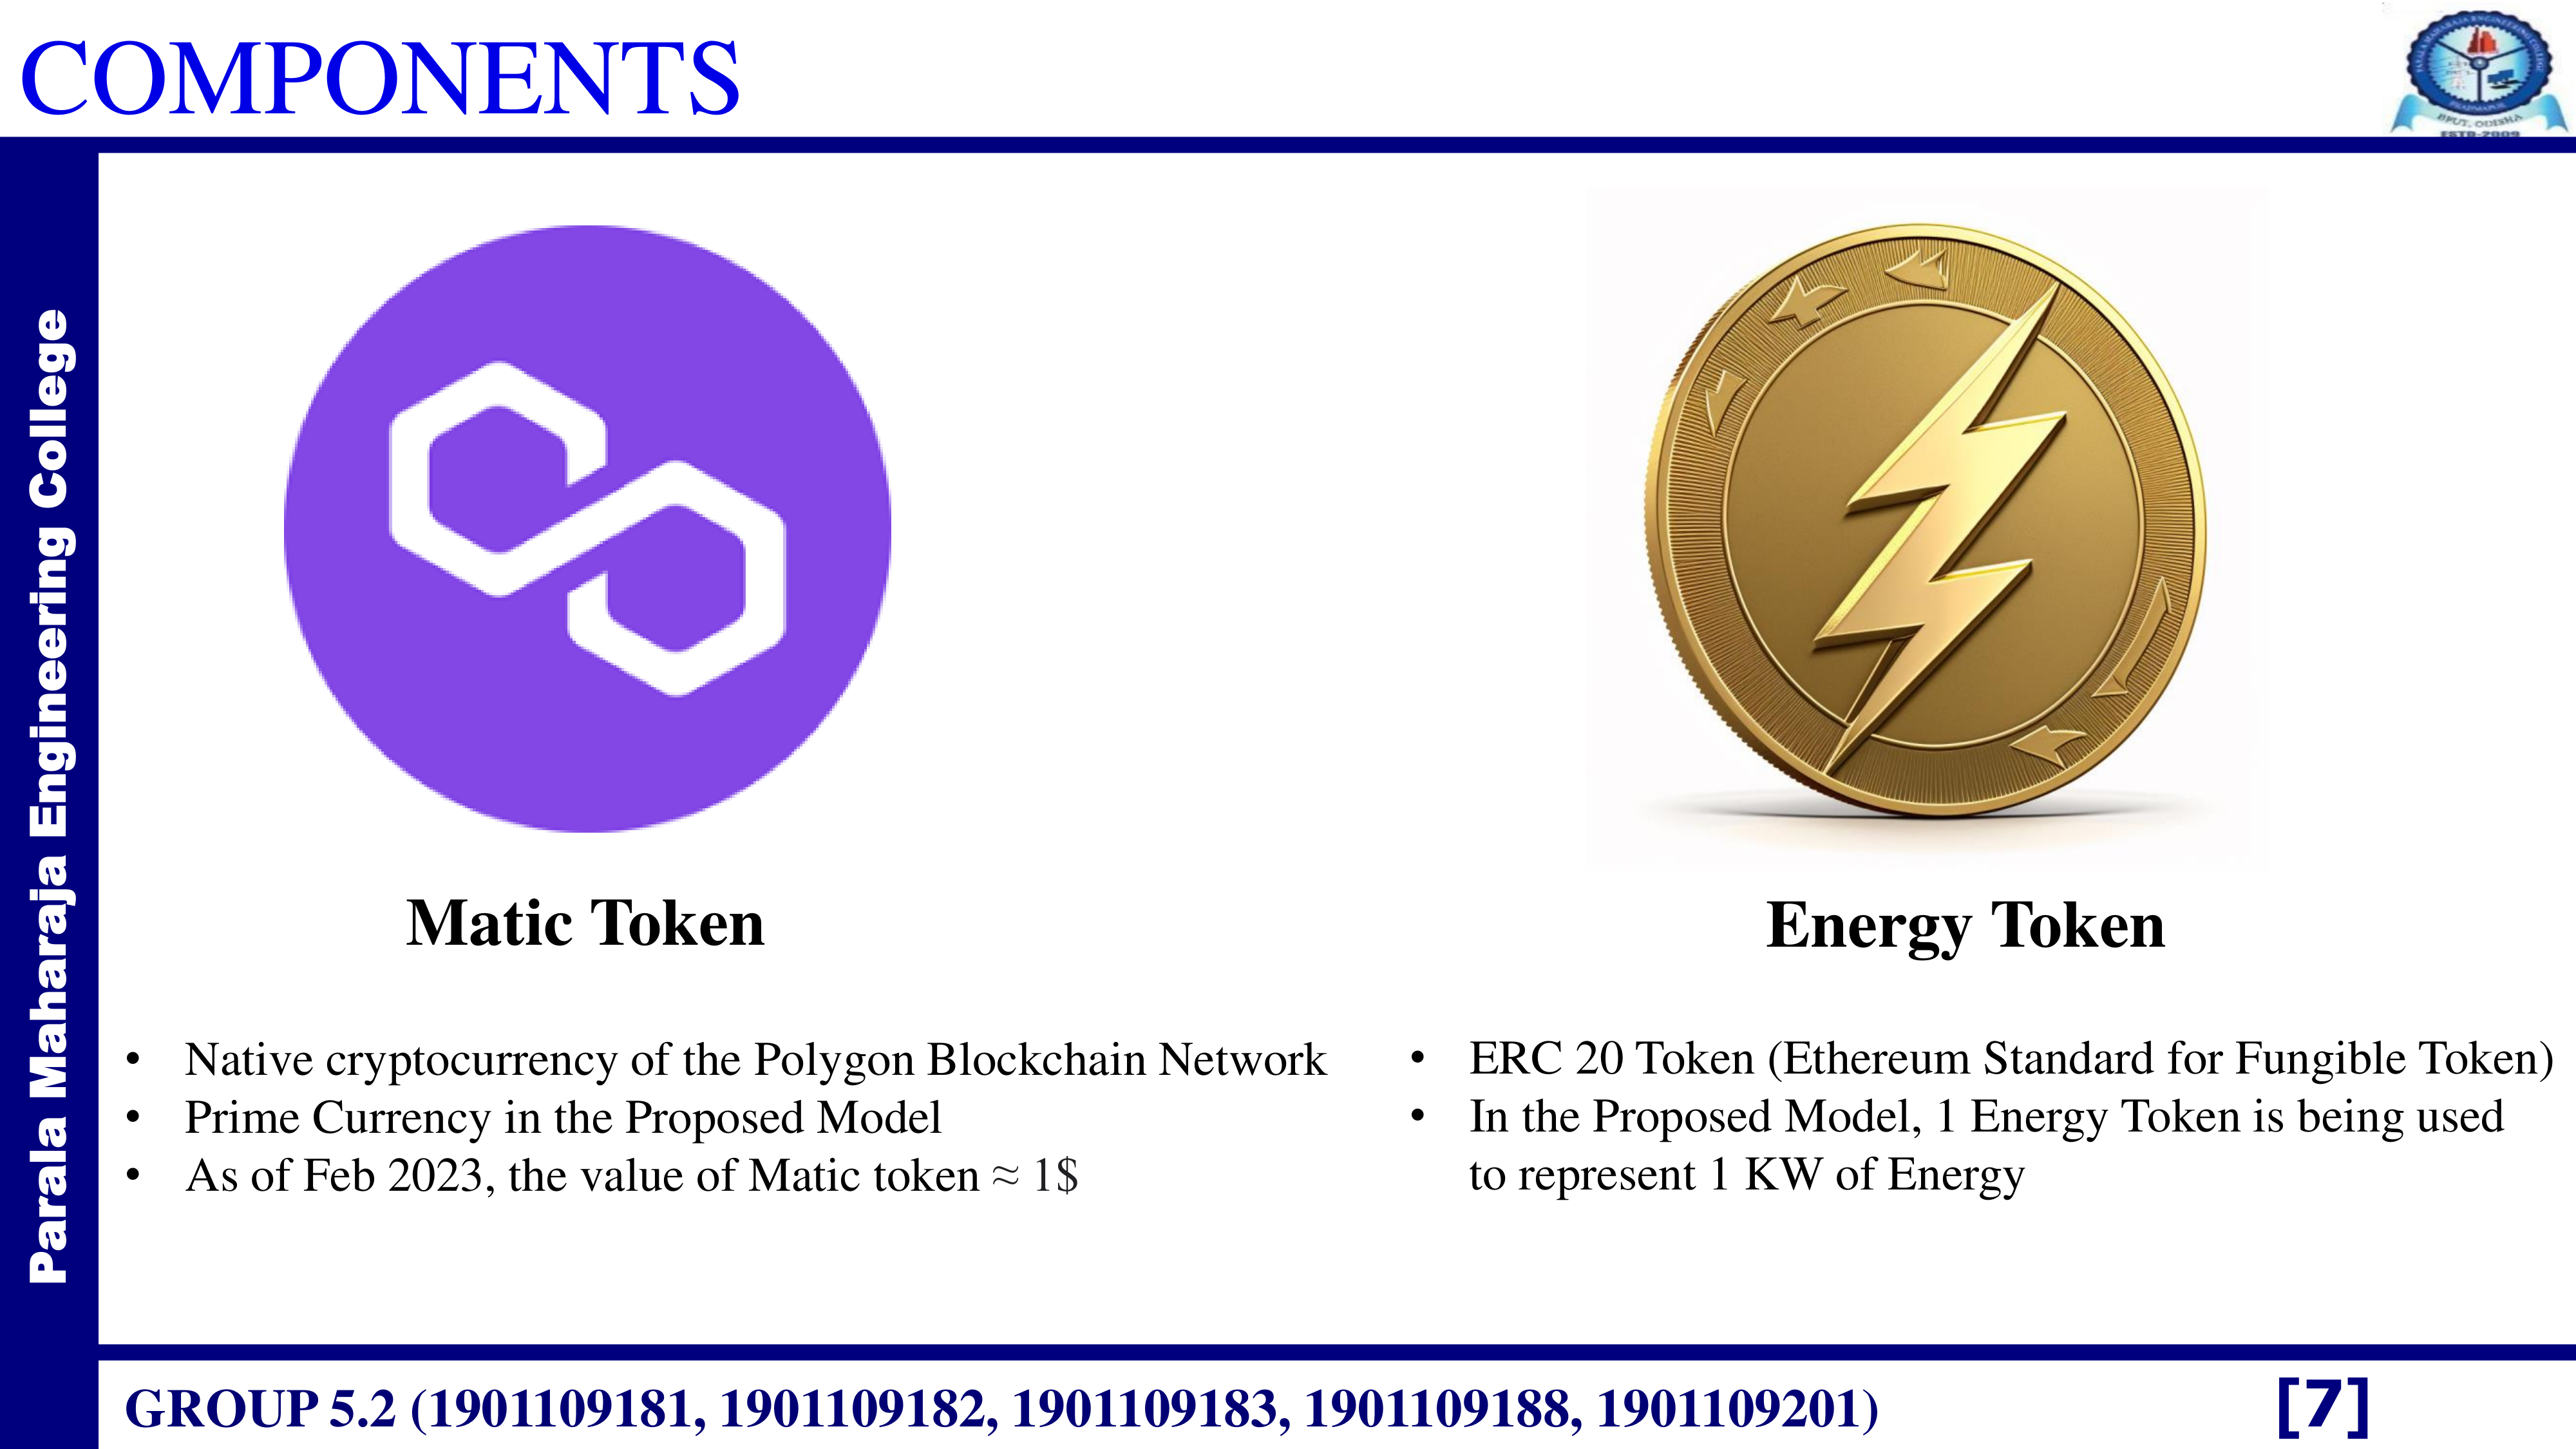 COMPONENTS
BPUT, ODISHA
ESTD-2009
Parala Maharaja Engineering College
Matic Token
• Native cryptocurrency of the Polygon Blockchain Network
• Prime Currency in the Proposed Model
• As of Feb 2023, the value of Matic token ≈ 1$
Energy Token
• ERC 20 Token (Ethereum Standard for Fungible Token)
• In the Proposed Model, 1 Energy Token is being used
to represent 1 KW of Energy
GROUP 5.2 (1901109181, 1901109182, 1901109183, 1901109188, 1901109201)
[7]